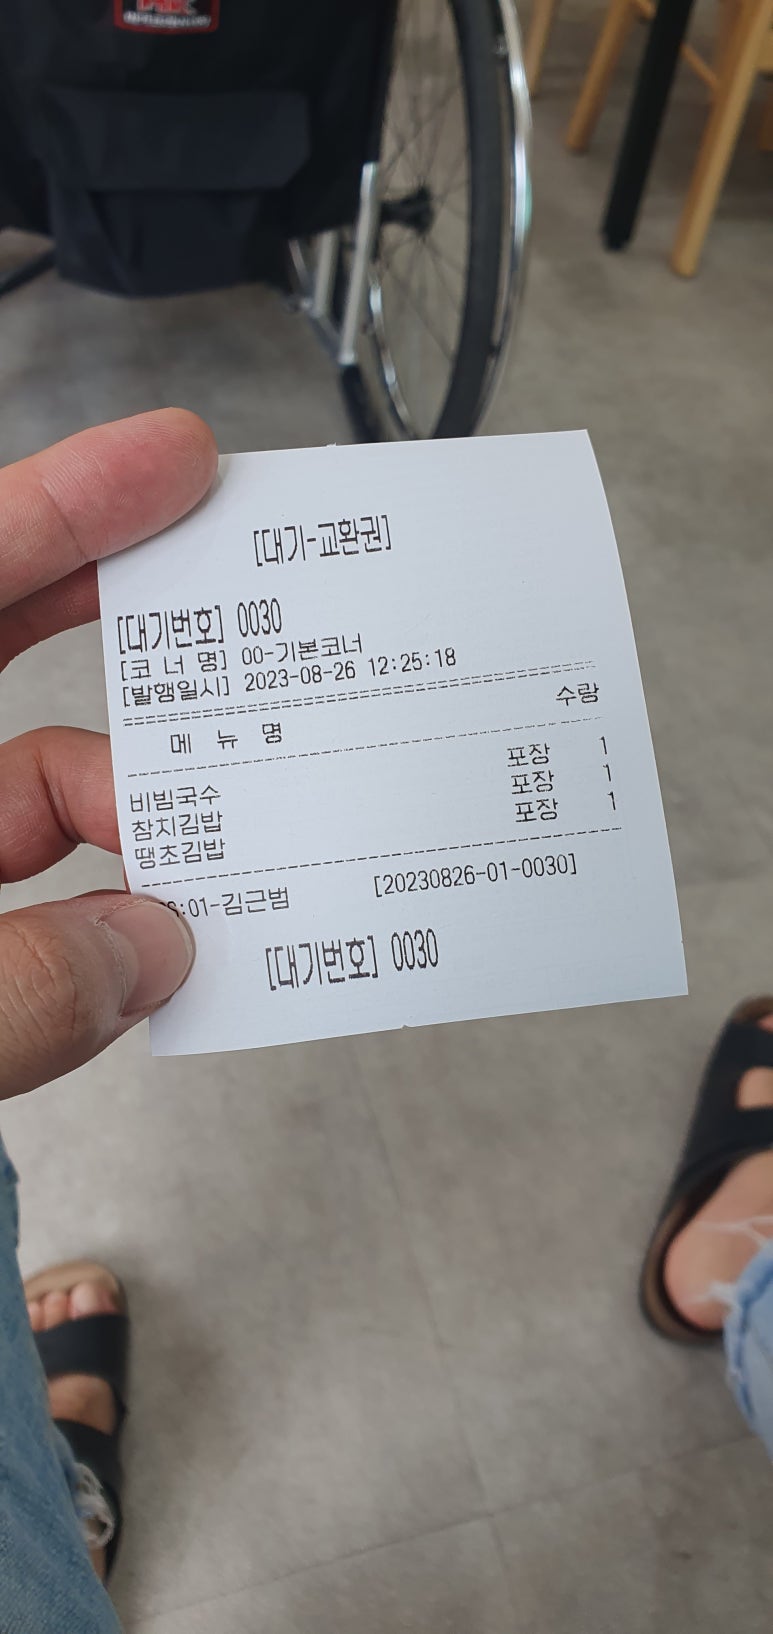 [대기-교환권]
[대기번호] 0030
[코 너 명] 00-기본코너
[발행일시] 2023-08-26 12:25:18
메 뉴 명 수량
비빔국수 포장 1
참치김밥 포장 1
땡초김밥 포장 1
:01-김근범 [20230826-01-0030]
[대기번호] 0030